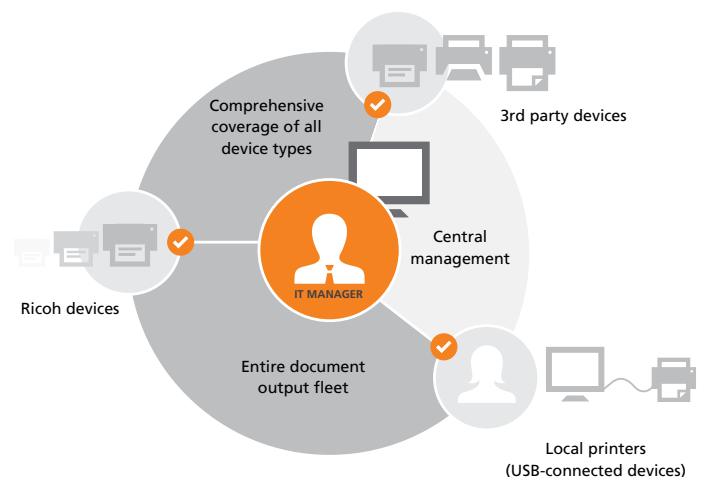 Comprehensive
coverage of all
device types
3rd party devices
Central
management
IT MANAGER
Ricoh devices
Entire document
output fleet
Local printers
(USB-connected devices)